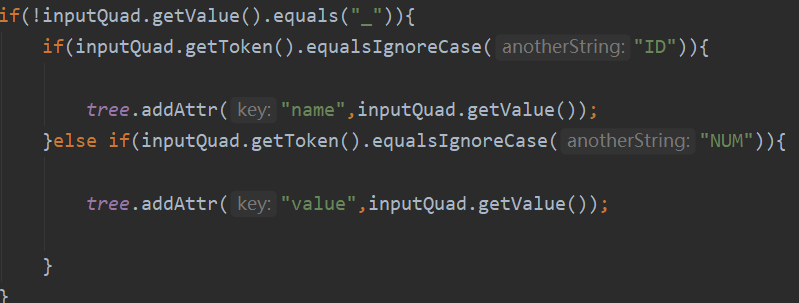 if(!inputQuad.getValue().equals("_")){
if(inputQuad.getToken().equalsIgnoreCase( anotherString: "ID")){
tree.addAttr( key: "name",inputQuad.getValue());
}else if(inputQuad.getToken().equalsIgnoreCase( anotherString: "NUM")){
tree.addAttr( key: "value",inputQuad.getValue());
}
}